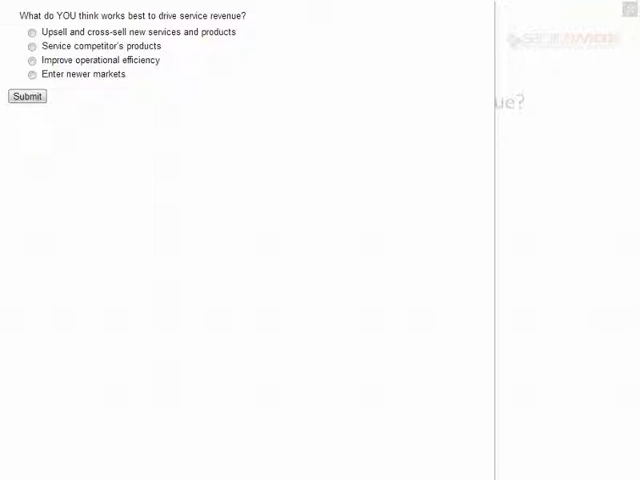 What do YOU think works best to drive service revenue?
Upsell and cross-sell new services and products
Service competitor's products
Improve operational efficiency
Enter newer markets
Submit
ue?